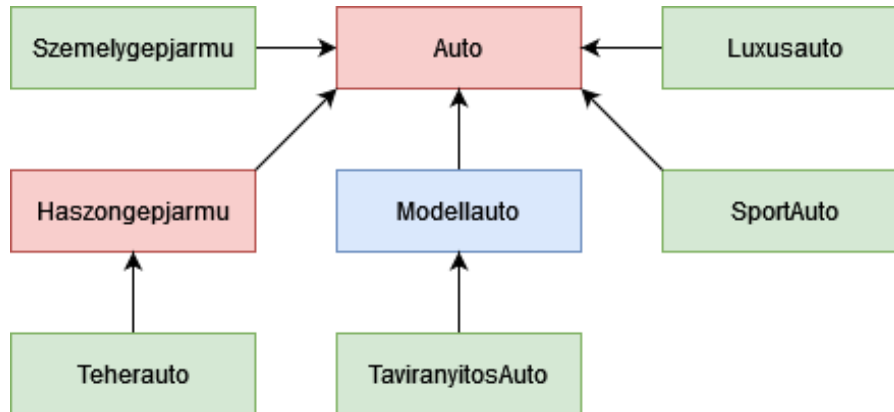 Szemelygepjarmu
Auto
Luxusauto
Haszongepjarmu
Modellauto
SportAuto
Teherauto
TaviranyitosAuto